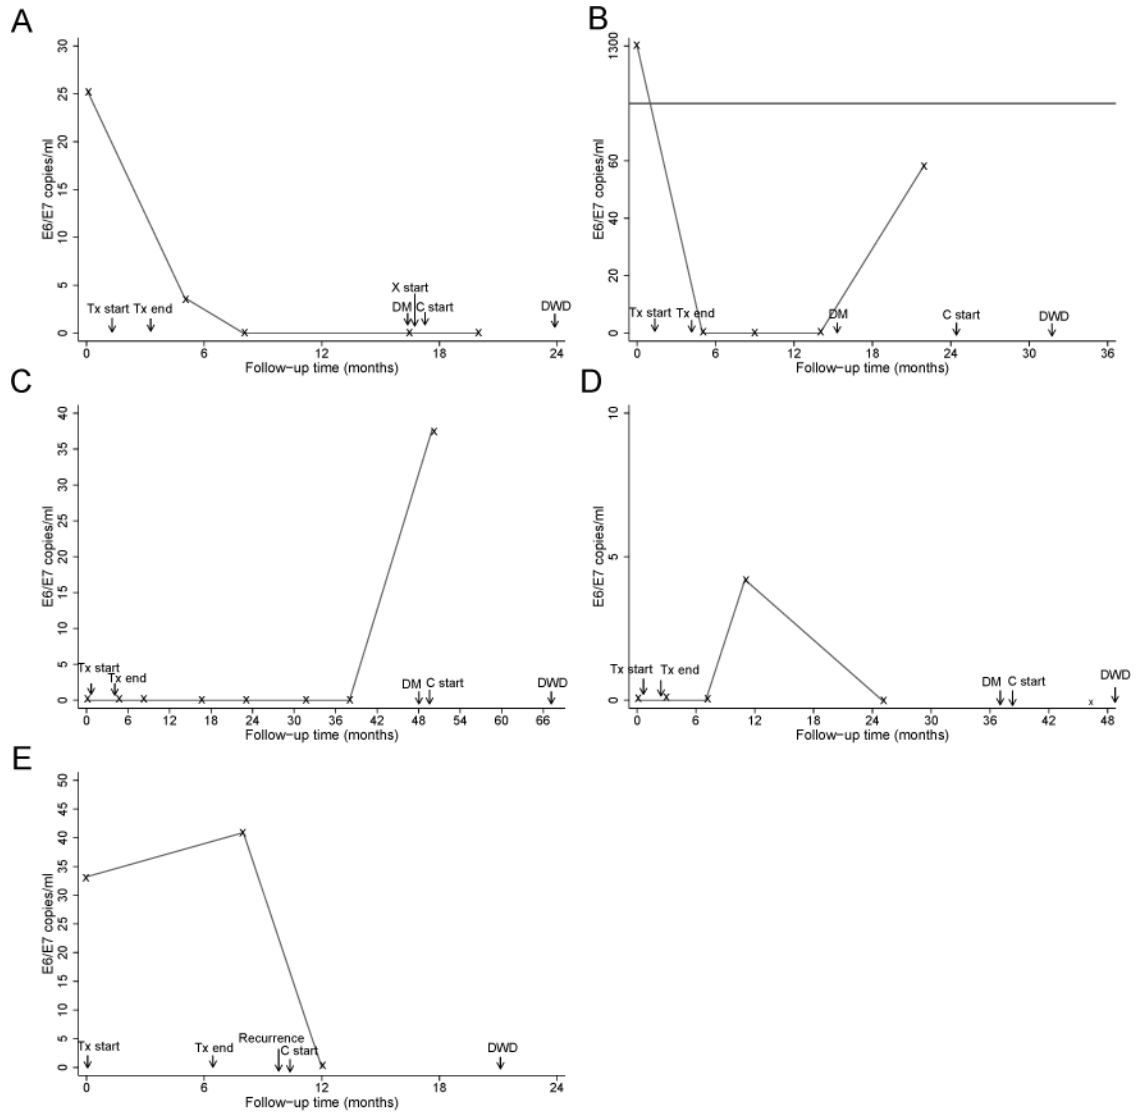 A
E6/E7 copies/ml
30
25
20
15
10
5
0
X start
Tx start Tx end DM C start DWD
0 6 12 18 24
Follow–up time (months)
B
E6/E7 copies/ml
1300
60
40
20
0
Tx start Tx end DM C start DWD
0 6 12 18 24 30 36
Follow–up time (months)
C
E6/E7 copies/ml
40
35
30
25
20
15
10
5
0
Tx start
Tx end DM C start DWD
0 6 12 18 24 30 36 42 48 54 60 66
Follow–up time (months)
D
E6/E7 copies/ml
10
5
0
Tx start Tx end DM C start DWD
0 6 12 18 24 30 36 42 48
Follow–up time (months)
E
E6/E7 copies/ml
50
45
40
35
30
25
20
15
10
5
0
Recurrence
Tx start Tx end C start DWD
0 6 12 18 24
Follow–up time (months)